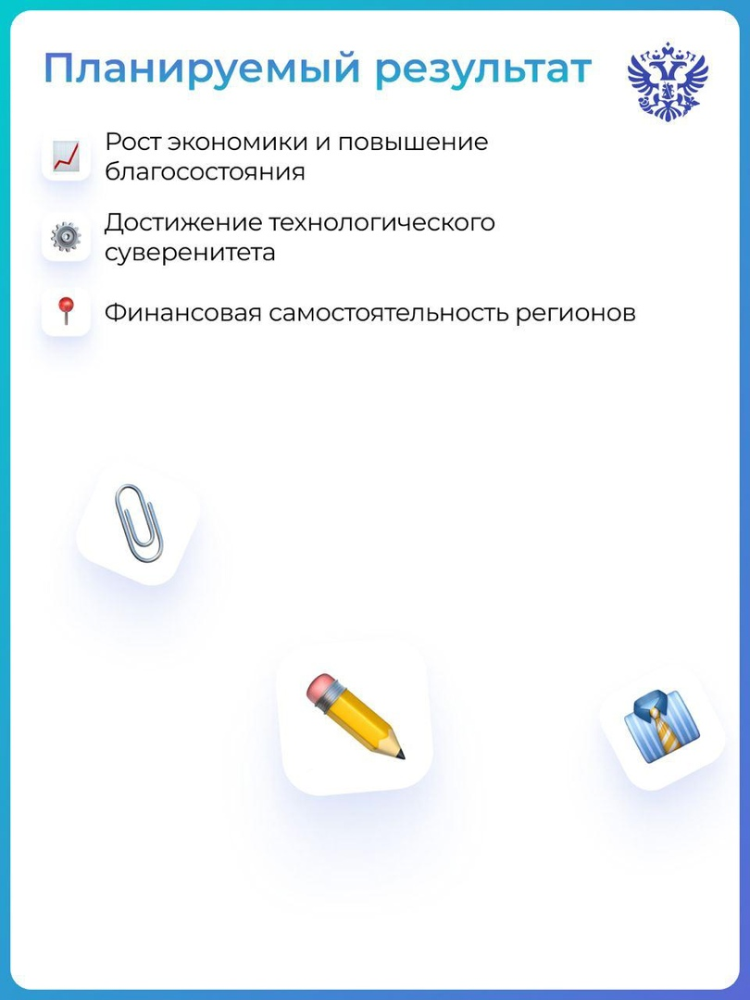 Планируемый результат
Рост экономики и повышение
благосостояния
Достижение технологического
суверенитета
Финансовая самостоятельность регионов